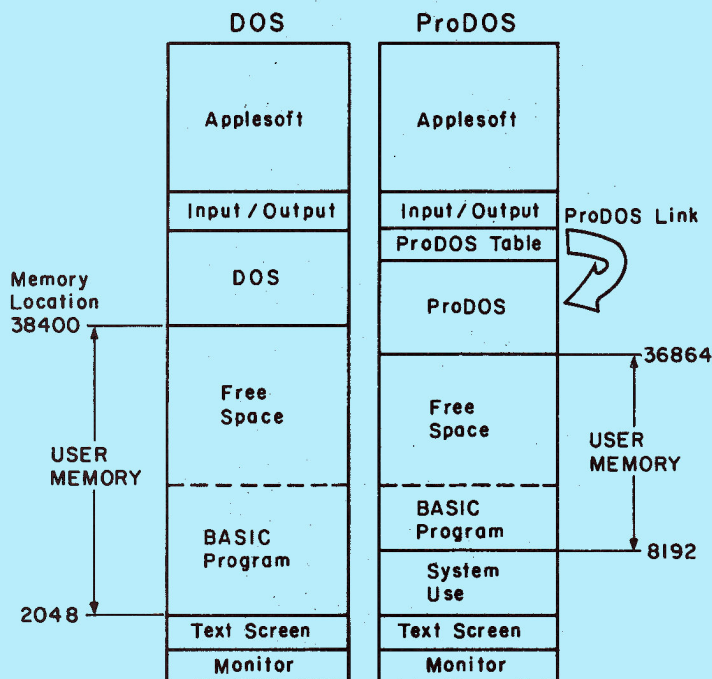 DOS
ProDOS
Applesoft
Applesoft
Input/Output
Input/Output
ProDOS Link
ProDOS Table
DOS
ProDOS
Memory
Location
38400
36864
Free
Space
Free
Space
USER
MEMORY
USER
MEMORY
BASIC
Program
BASIC
Program
8192
System
Use
2048
Text Screen
Text Screen
Monitor
Monitor